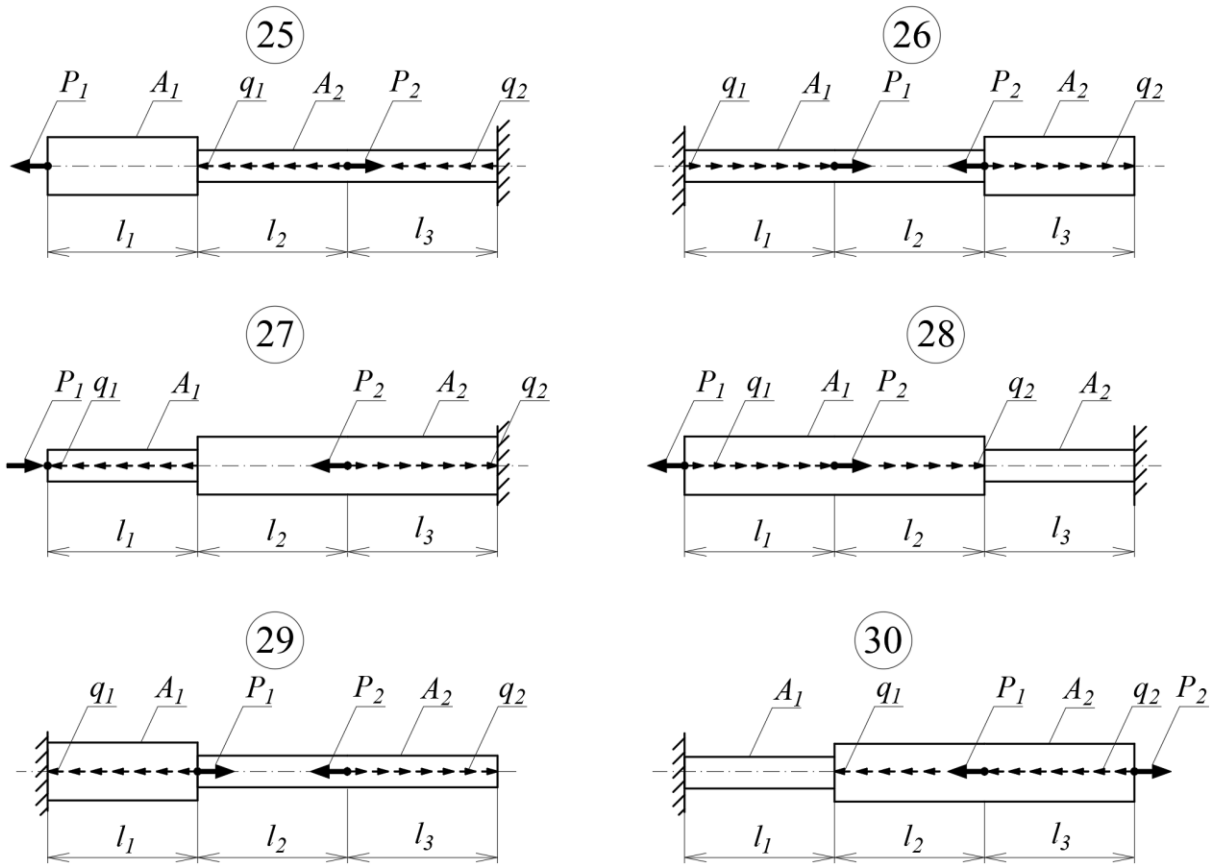 25 26
P₁ A₁ q₁ A₂ P₂ q₂ q₁ A₁ P₁ P₂ A₂ q₂
l₁ l₂ l₃ l₁ l₂ l₃
27 28
P₁ q₁ A₁ P₂ A₂ q₂ P₁ q₁ A₁ P₂ q₂ A₂
l₁ l₂ l₃ l₁ l₂ l₃
29 30
q₁ A₁ P₁ P₂ A₂ q₂ A₁ q₁ P₁ A₂ q₂ P₂
l₁ l₂ l₃ l₁ l₂ l₃